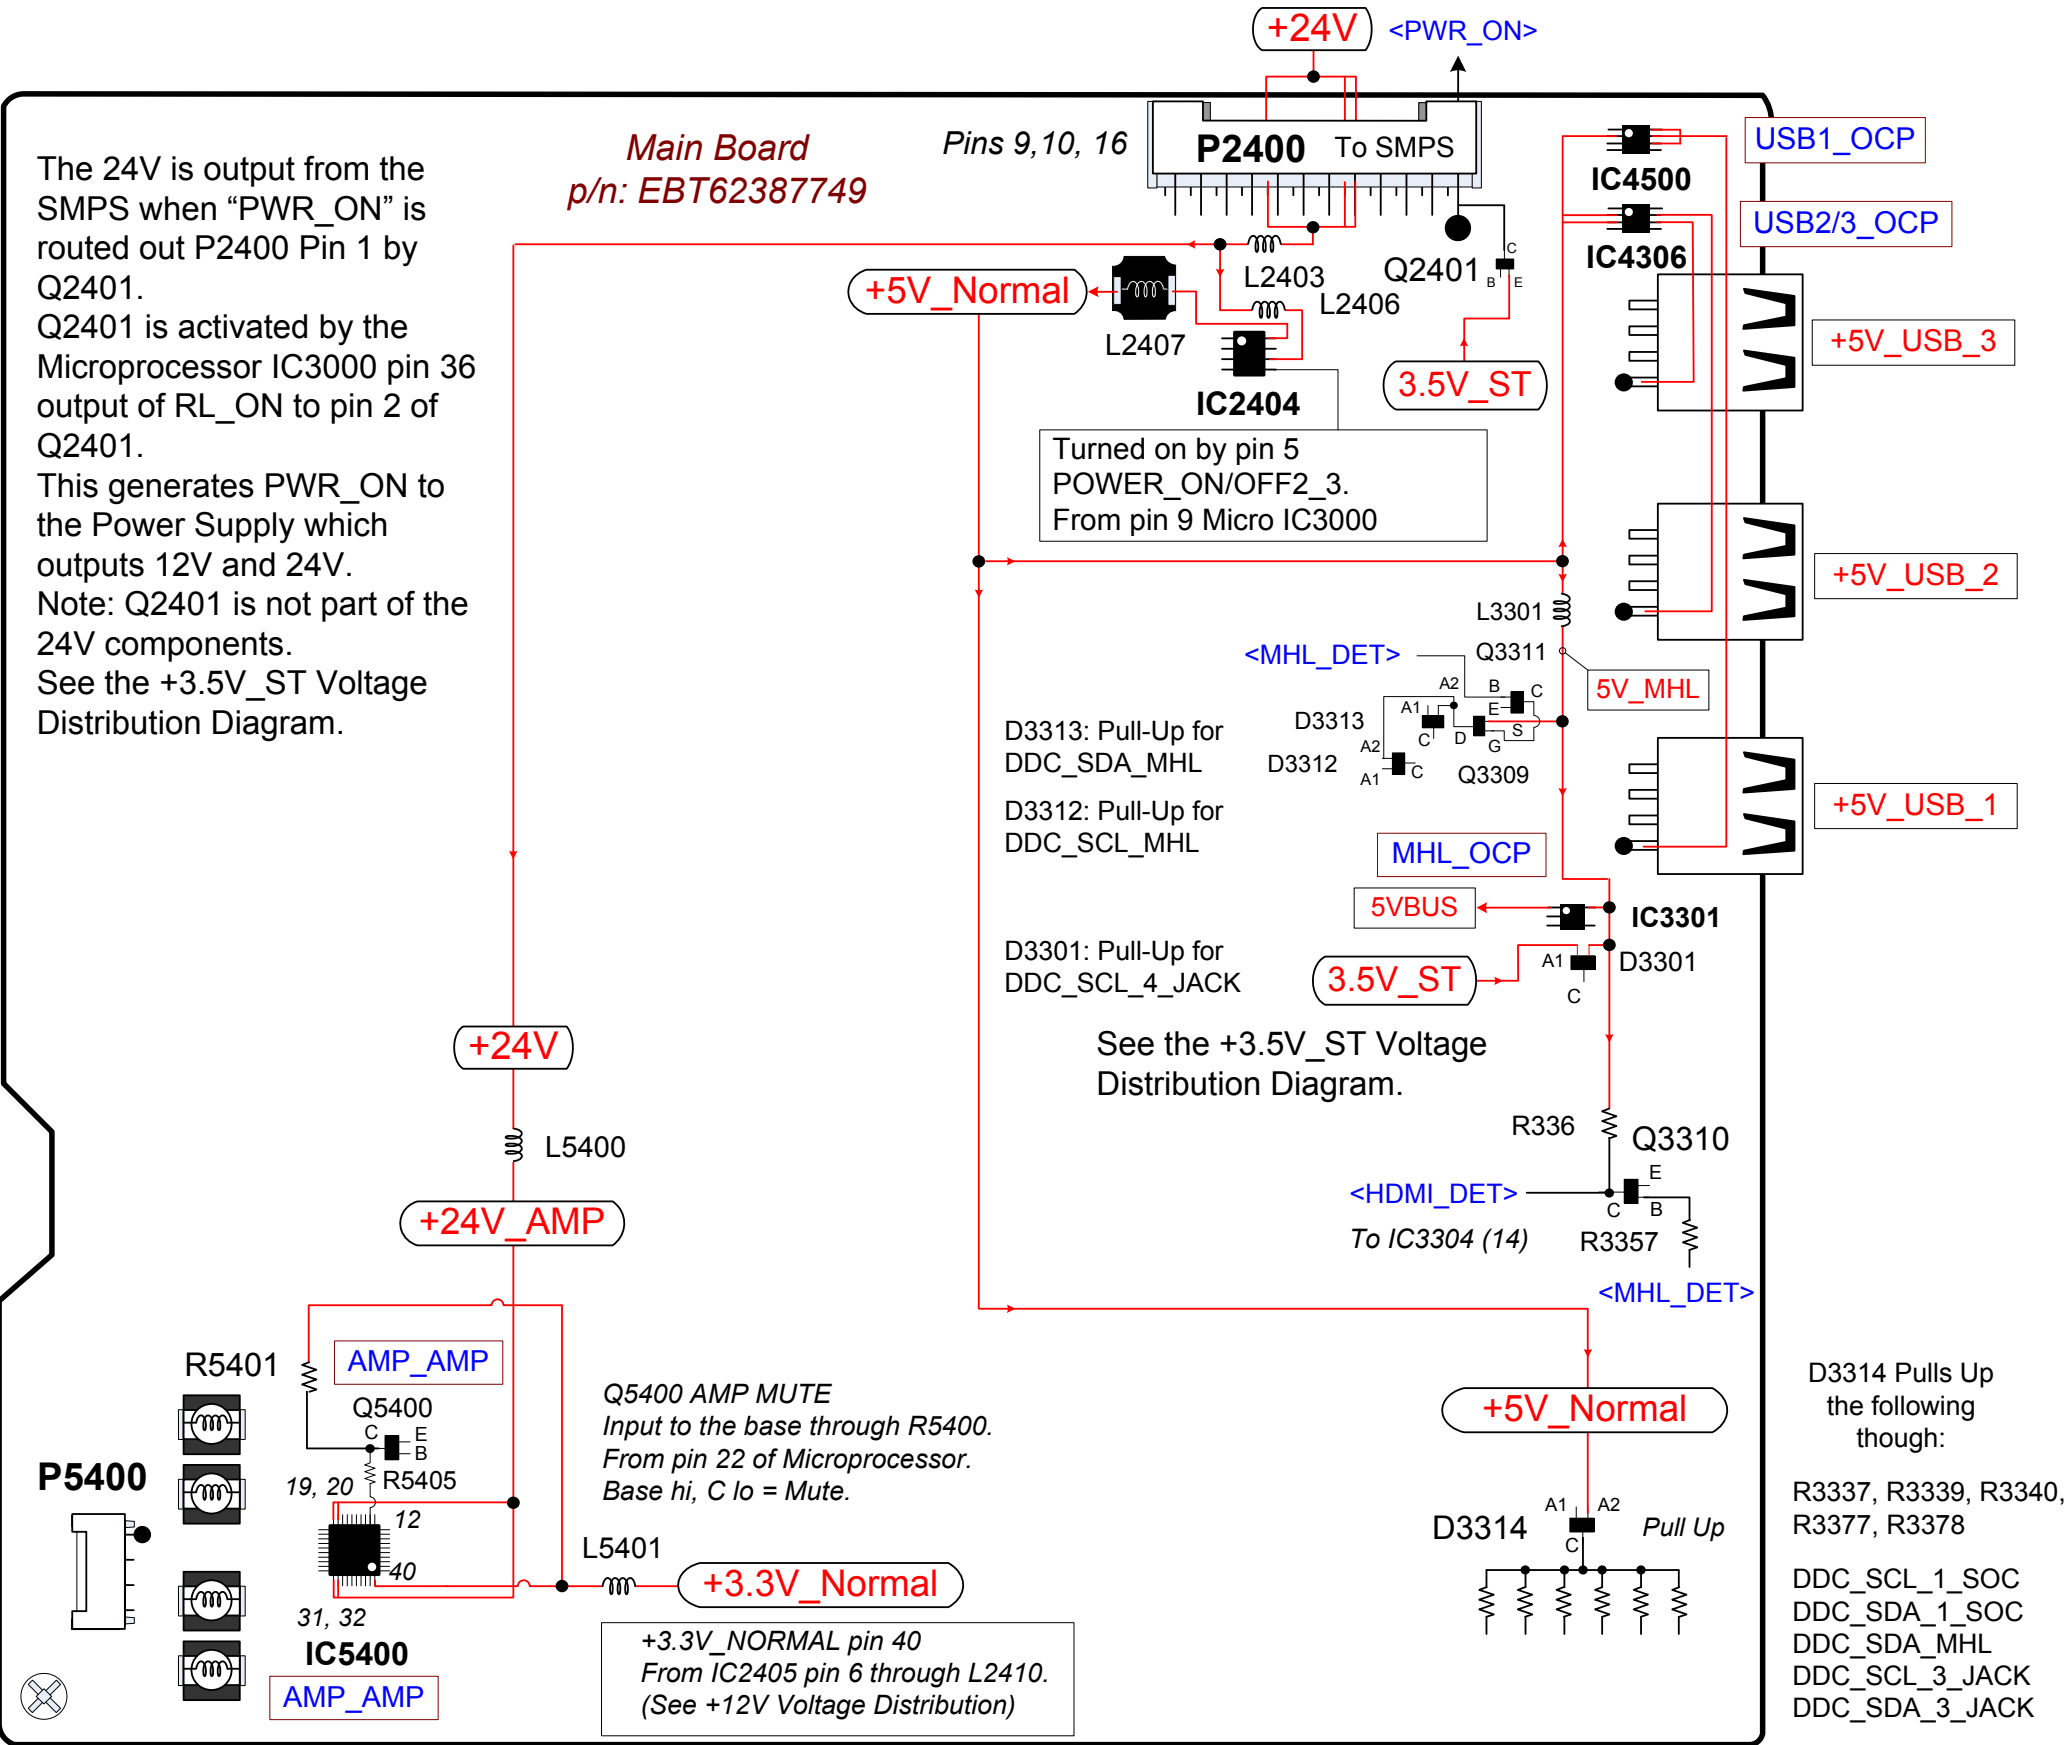 +24V
<PWR_ON>
The 24V is output from the
SMPS when “PWR_ON” is
routed out P2400 Pin 1 by
Q2401.
Q2401 is activated by the
Microprocessor IC3000 pin 36
output of RL_ON to pin 2 of
Q2401.
This generates PWR_ON to
the Power Supply which
outputs 12V and 24V.
Note: Q2401 is not part of the
24V components.
See the +3.5V_ST Voltage
Distribution Diagram.
Main Board
p/n: EBT62387749
Pins 9,10, 16
P2400
To SMPS
IC4500
USB1_OCP
IC4306
USB2/3_OCP
L2403
L2406
L2407
+5V_Normal
Q2401
C
B
E
3.5V_ST
IC2404
Turned on by pin 5
POWER_ON/OFF2_3.
From pin 9 Micro IC3000
+5V_USB_3
+5V_USB_2
+5V_USB_1
L3301
<MHL_DET>
Q3311
5V_MHL
A2
B
C
A1
E
D3313
C
D
G
S
A2
D3312
A1
C
Q3309
D3313: Pull-Up for
DDC_SDA_MHL
D3312: Pull-Up for
DDC_SCL_MHL
MHL_OCP
5VBUS
IC3301
D3301: Pull-Up for
DDC_SCL_4_JACK
3.5V_ST
A1
D3301
C
See the +3.5V_ST Voltage
Distribution Diagram.
R336
Q3310
E
<HDMI_DET>
C
B
To IC3304 (14)
R3357
<MHL_DET>
+24V
L5400
+24V_AMP
R5401
AMP_AMP
Q5400
C
E
B
R5405
P5400
19, 20
12
40
31, 32
IC5400
AMP_AMP
Q5400 AMP MUTE
Input to the base through R5400.
From pin 22 of Microprocessor.
Base hi, C lo = Mute.
L5401
+3.3V_Normal
+3.3V_NORMAL pin 40
From IC2405 pin 6 through L2410.
(See +12V Voltage Distribution)
+5V_Normal
A1
A2
D3314
Pull Up
C
D3314 Pulls Up
the following
though:
R3337, R3339, R3340,
R3377, R3378
DDC_SCL_1_SOC
DDC_SDA_1_SOC
DDC_SDA_MHL
DDC_SCL_3_JACK
DDC_SDA_3_JACK